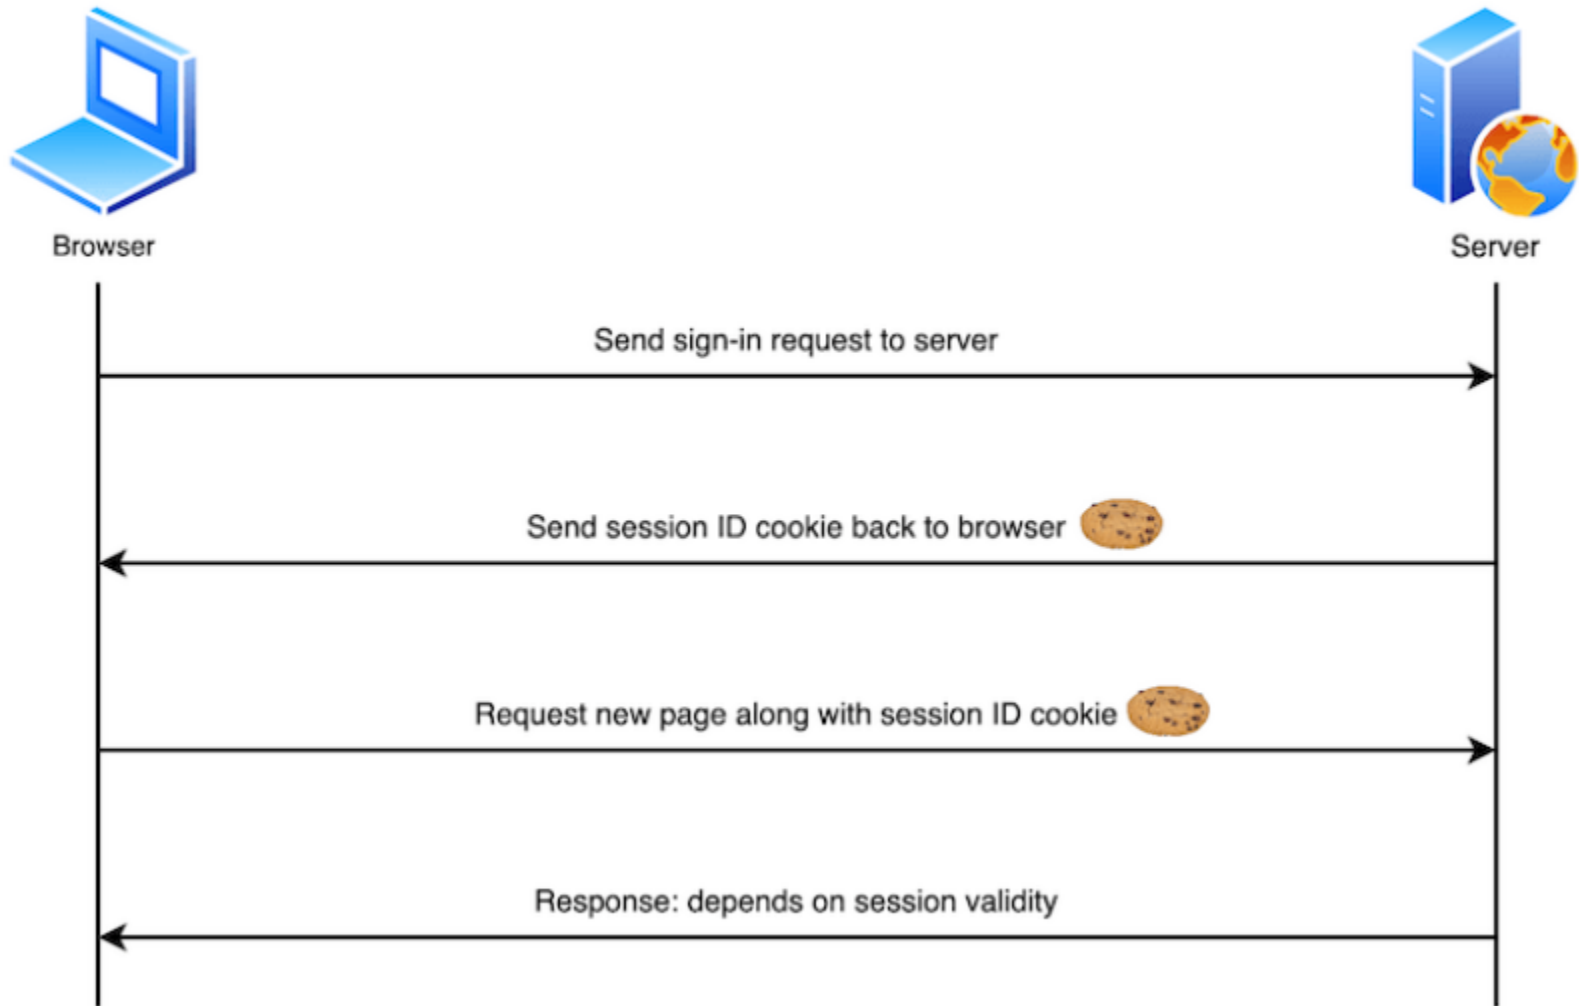 Browser
Server
Send sign-in request to server
Send session ID cookie back to browser
Request new page along with session ID cookie
Response: depends on session validity